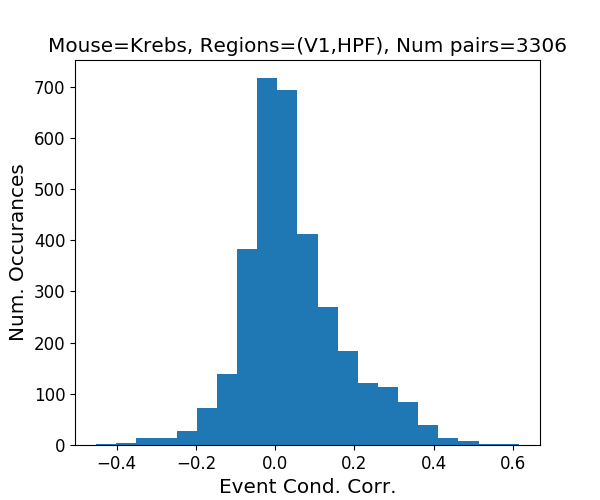 Mouse=Krebs, Regions=(V1,HPF), Num pairs=3306
Num. Occurances
700
600
500
400
300
200
100
0
−0.4 −0.2 0.0 0.2 0.4 0.6
Event Cond. Corr.